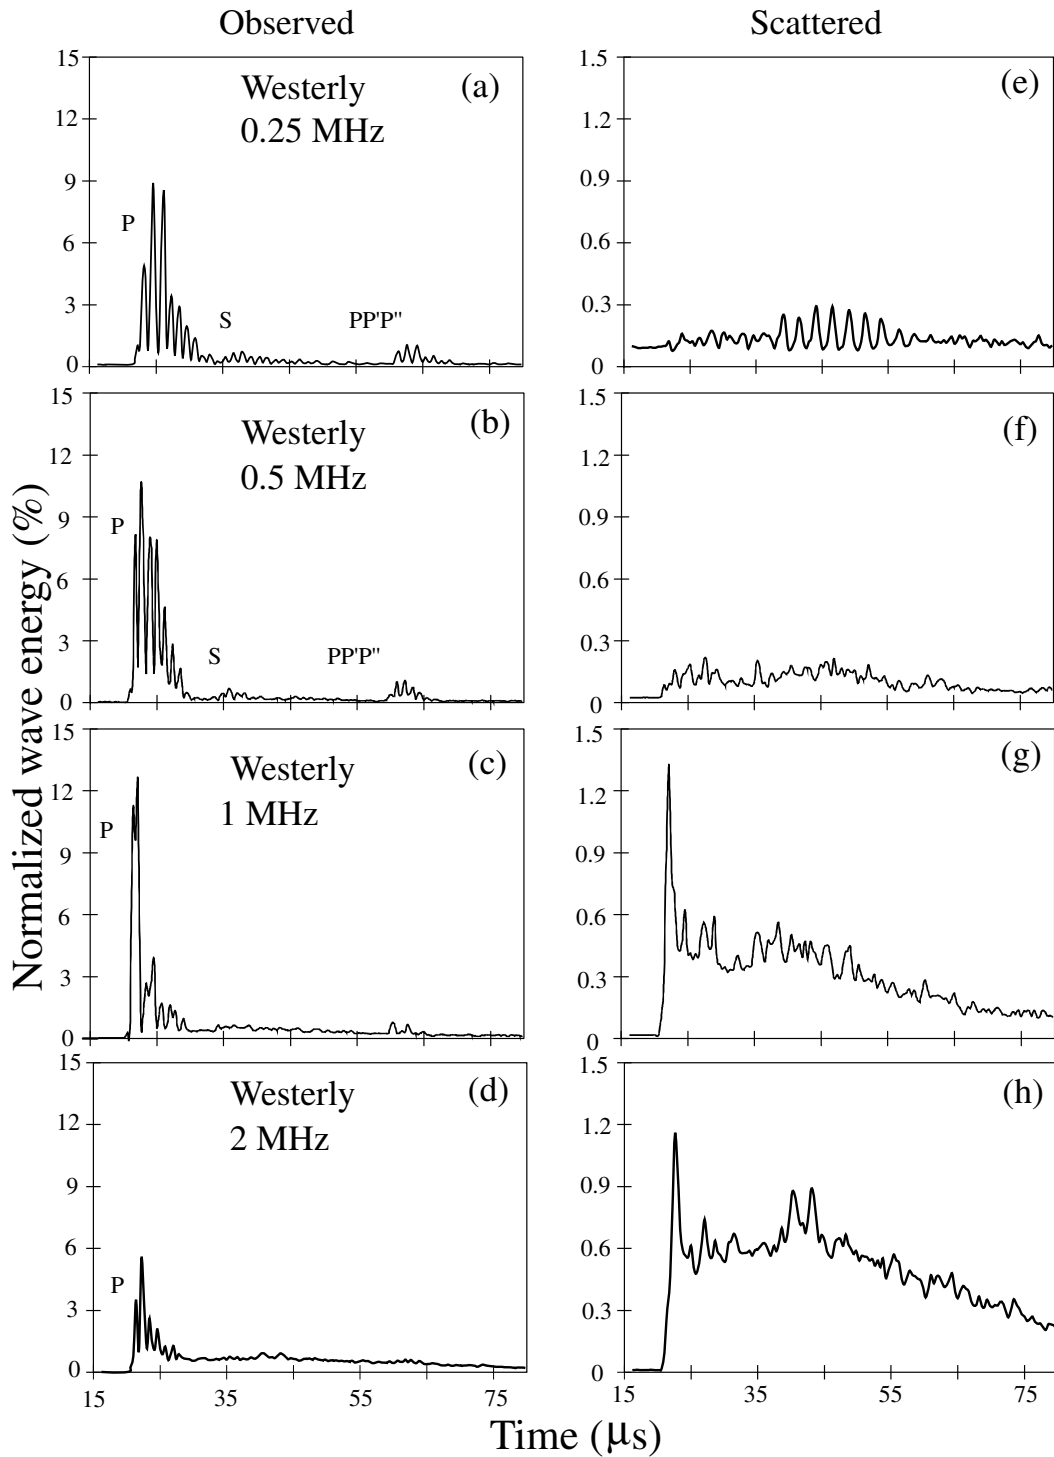 Observed
Scattered
15
12
9
6
3
0
Westerly
0.25 MHz
(a)
P
S
PP'P"
1.5
1.2
0.9
0.6
0.3
0
(e)
15
12
9
6
3
0
Westerly
0.5 MHz
(b)
P
S
PP'P"
1.5
1.2
0.9
0.6
0.3
0
(f)
15
12
9
6
3
0
Westerly
1 MHz
(c)
P
1.5
1.2
0.9
0.6
0.3
0
(g)
15
12
9
6
3
0
Westerly
2 MHz
(d)
P
15 35 55 75
1.5
1.2
0.9
0.6
0.3
0
(h)
15 35 55 75
Normalized wave energy (%)
Time (μs)